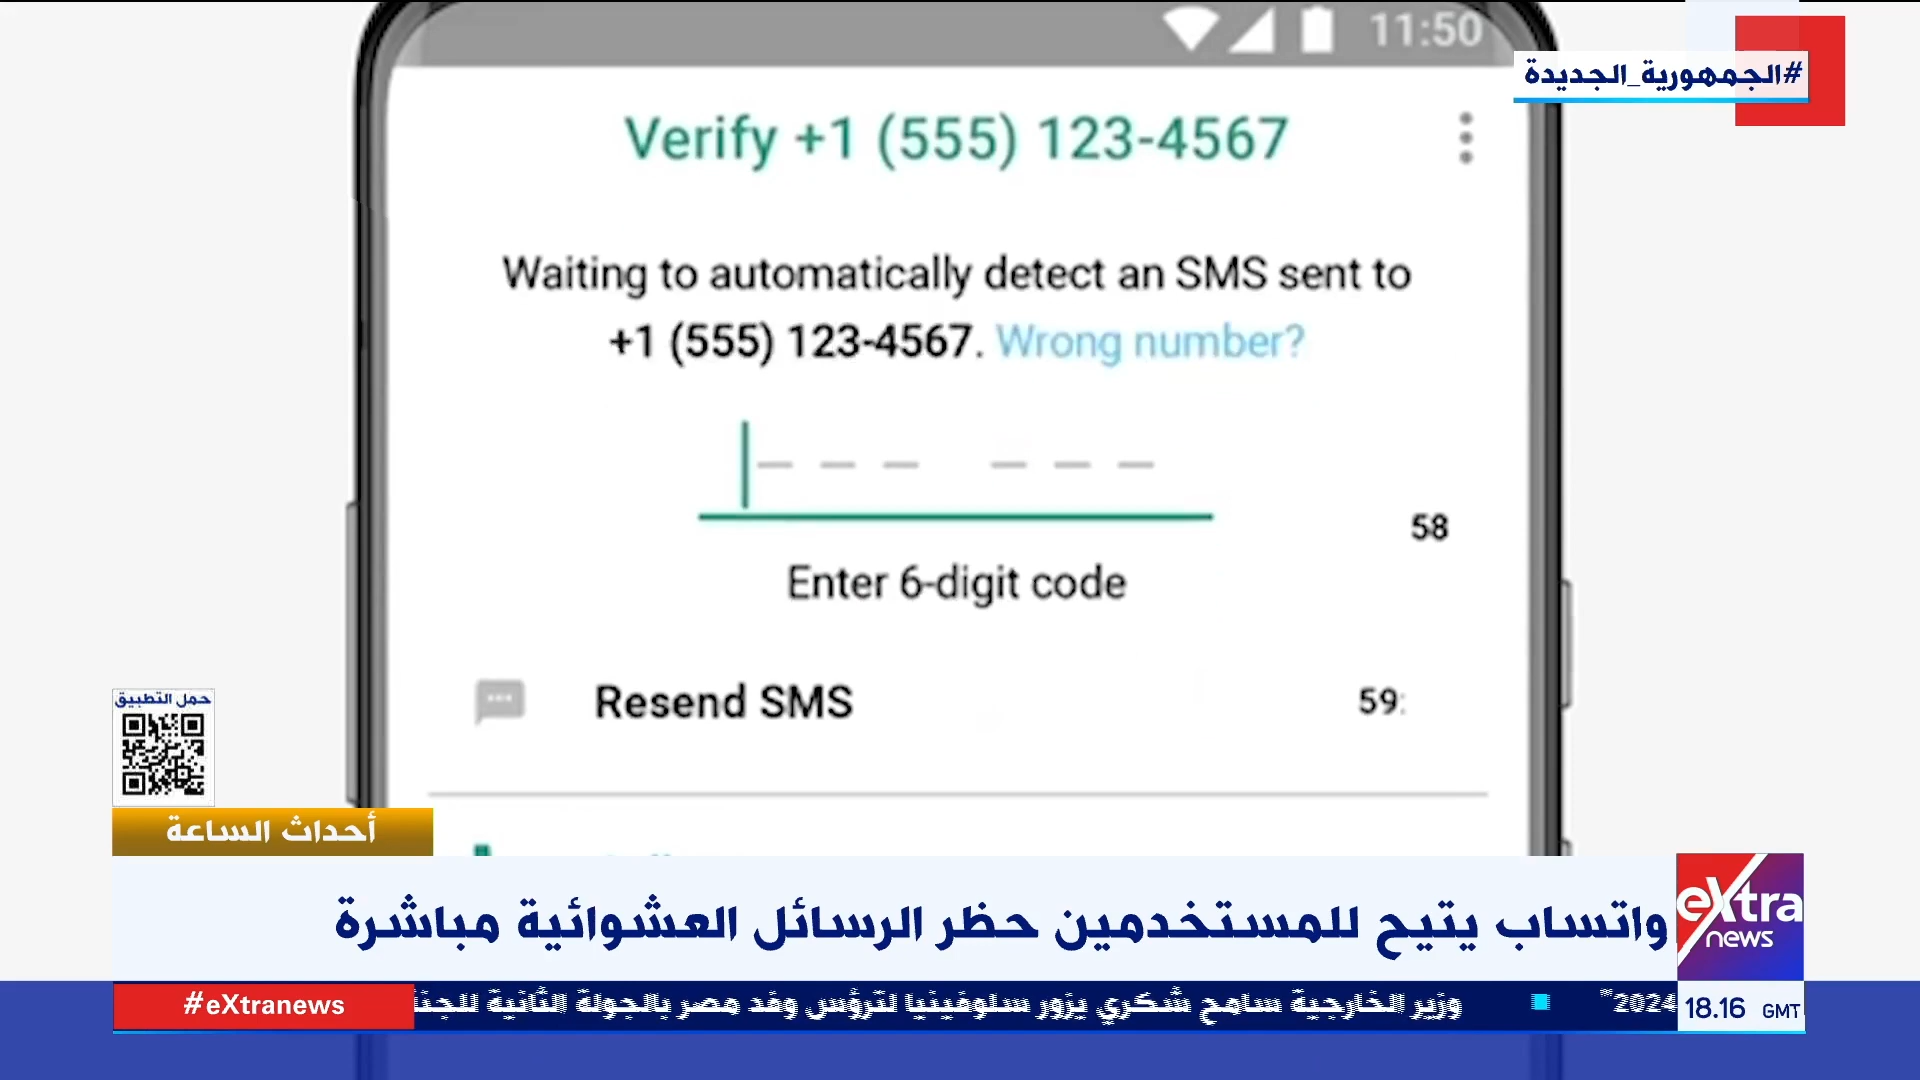 11:50
#الجمهورية_الجديدة
Verify +1 (555) 123-4567
Waiting to automatically detect an SMS sent to
+1 (555) 123-4567. Wrong number?
58
Enter 6-digit code
Resend SMS
59:
حمل التطبيق
أحداث الساعة
واتساب يتيح للمستخدمين حظر الرسائل العشوائية مباشرة
eXtra
news
#eXtranews
2024" وزير الخارجية سامح شكري يزور سلوفينيا لترؤس وفد مصر بالجولة الثانية
18.16 GMT